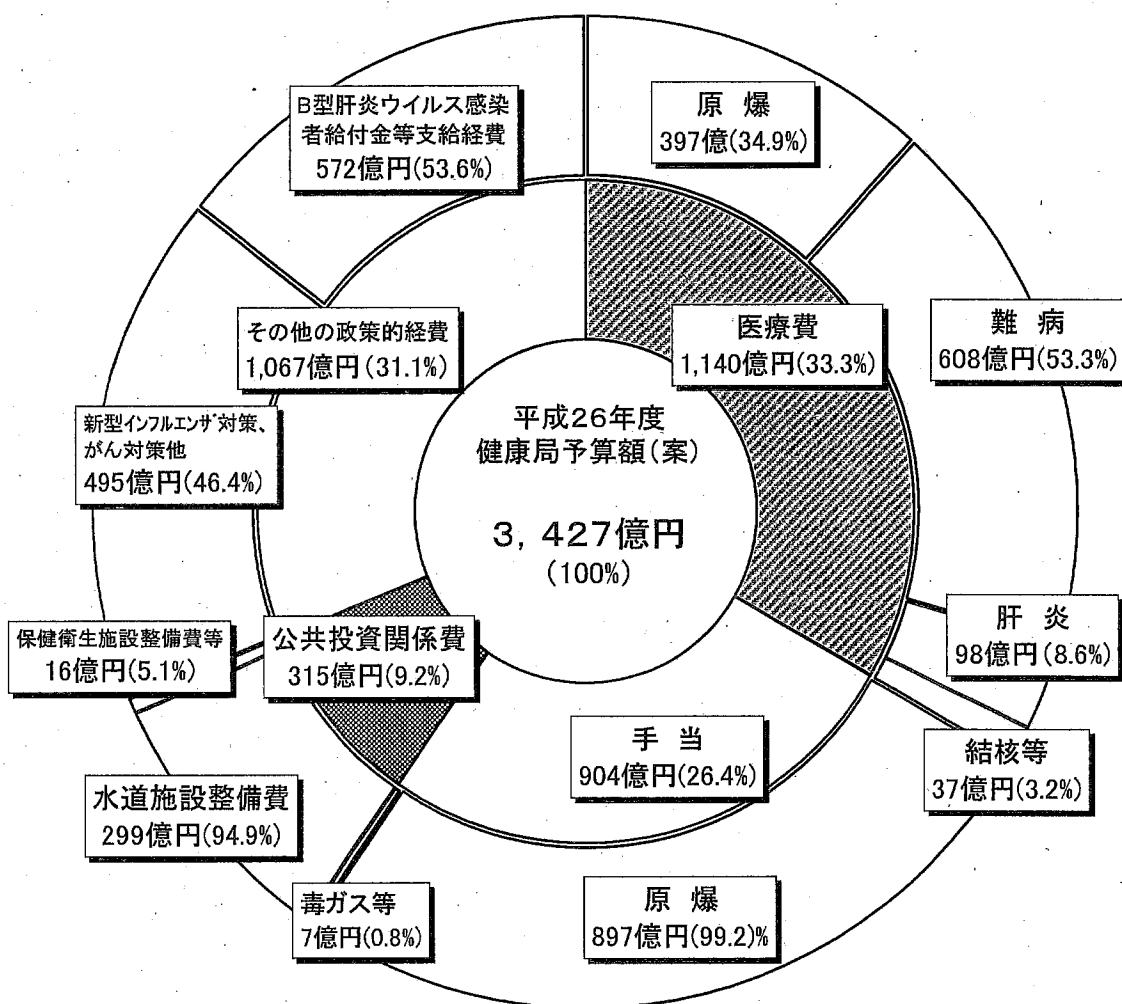 B型肝炎ウイルス感染
者給付金等支給経費
572億円(53.6%)
原 爆
397億(34.9%)
その他の政策的経費
1,067億円(31.1%)
医療費
1,140億円(33.3%)
難 病
608億円(53.3%)
平成26年度
健康局予算額(案)
3,427億円
(100%)
新型インフルエンザ対策、
がん対策他
495億円(46.4%)
保健衛生施設整備費等
16億円(5.1%)
公共投資関係費
315億円(9.2%)
肝 炎
98億円(8.6%)
手 当
904億円(26.4%)
結核等
37億円(3.2%)
水道施設整備費
299億円(94.9%)
毒ガス等
7億円(0.8%)
原 爆
897億円(99.2)%